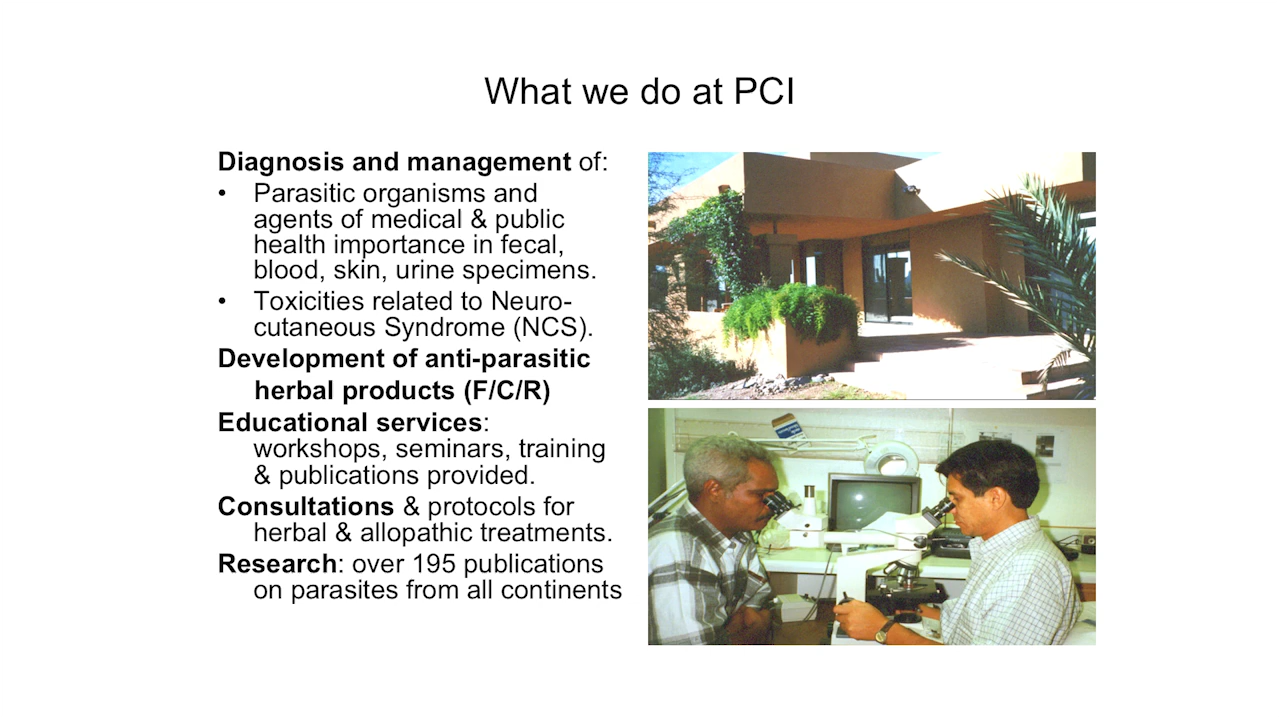 What we do at PCI
Diagnosis and management of:
• Parasitic organisms and
agents of medical & public
health importance in fecal,
blood, skin, urine specimens.
• Toxicities related to Neuro-
cutaneous Syndrome (NCS).
Development of anti-parasitic
herbal products (F/C/R)
Educational services:
workshops, seminars, training
& publications provided.
Consultations & protocols for
herbal & allopathic treatments.
Research: over 195 publications
on parasites from all continents